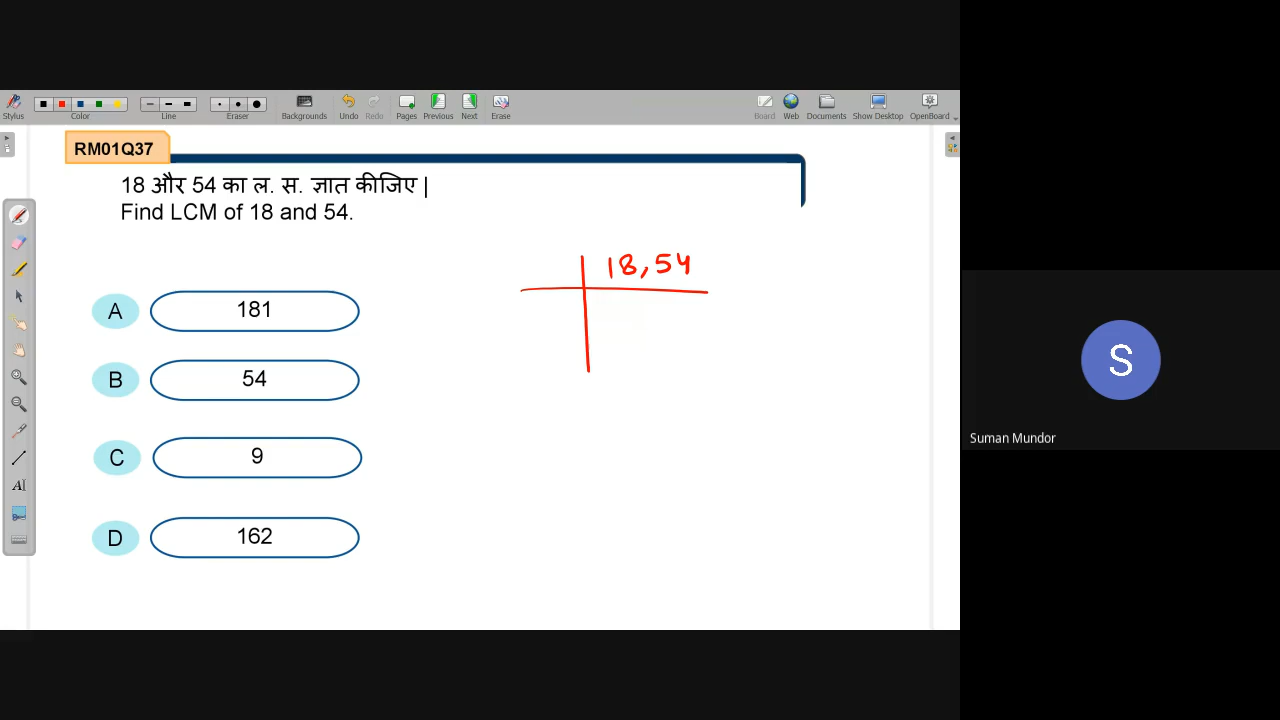 Stylus
Color
Line
Eraser
Backgrounds
Undo
Redo
Pages
Previous
Next
Erase
Board
Web
Documents
Show Desktop
OpenBoard
RM01Q37
18 और 54 का ल. स. ज्ञात कीजिए |
Find LCM of 18 and 54.
18, 54
A 181
B 54
C 9
D 162
AI
S
Suman Mundor